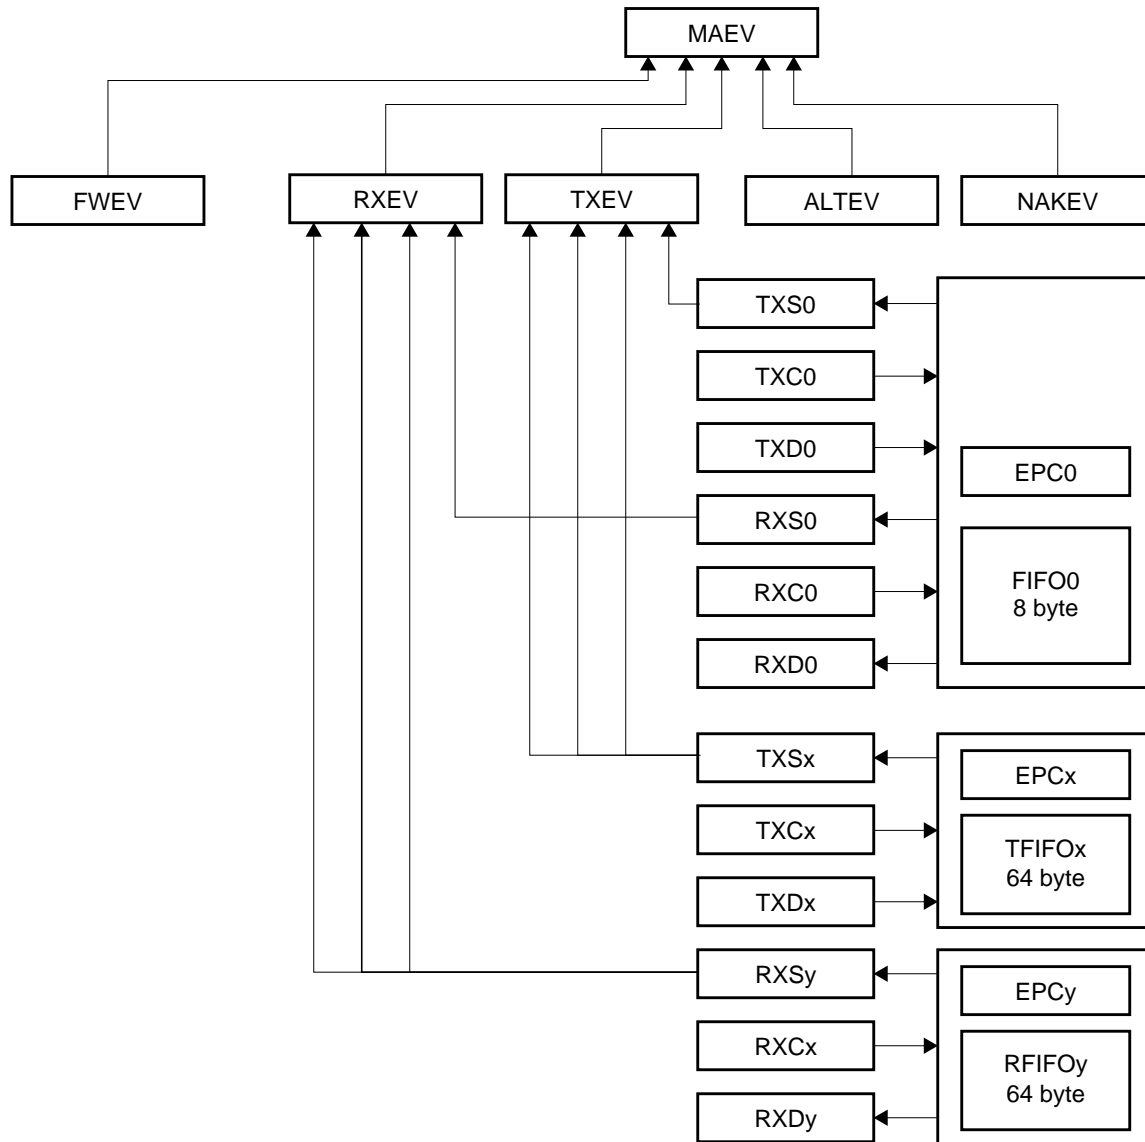 MAEV
FWEV
RXEV
TXEV
ALTEV
NAKEV
TXS0
TXC0
TXD0
EPC0
RXS0
FIFO0
8 byte
RXC0
RXD0
TXSx
EPCx
TXCx
TFIFOx
64 byte
TXDx
RXSy
EPCy
RXCx
RFIFOy
64 byte
RXDy